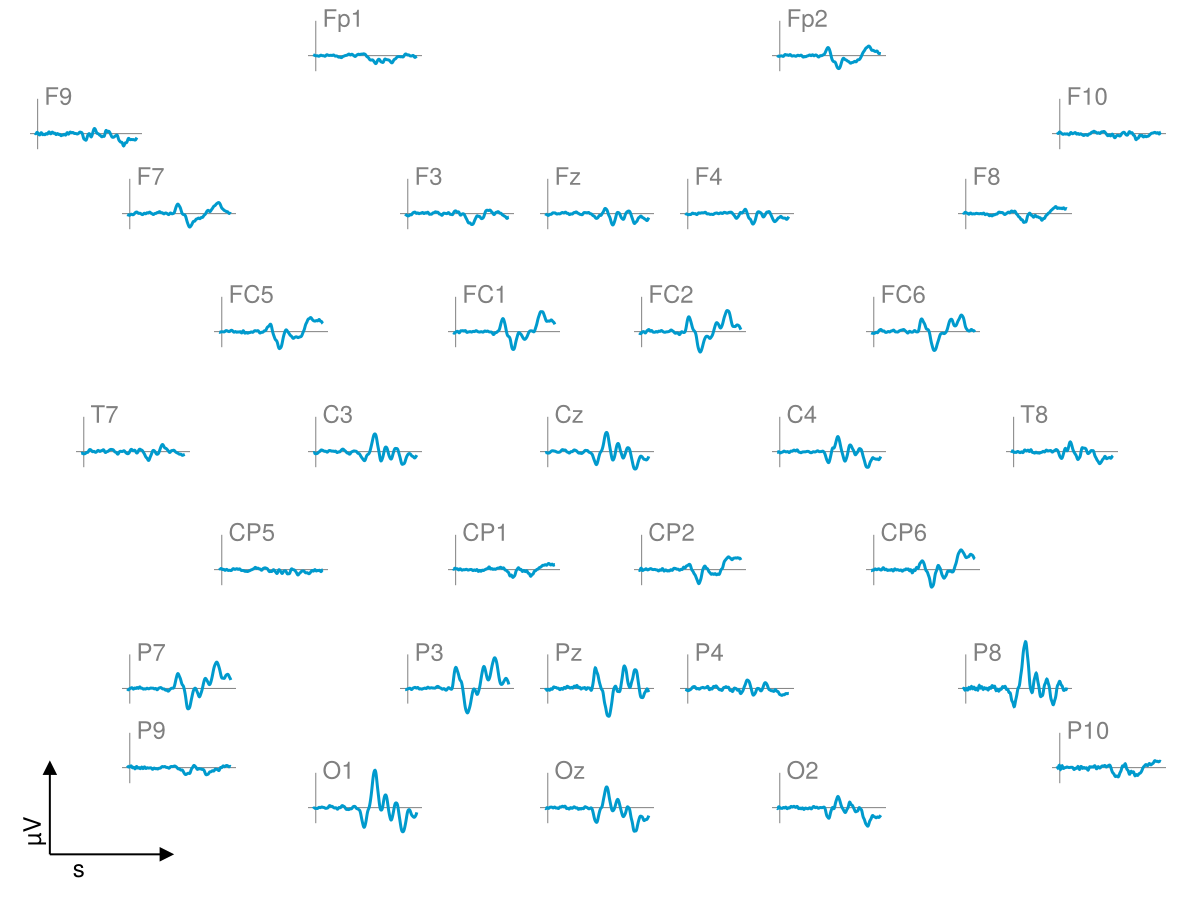 Fp1 Fp2
F9 F10
F7 F3 Fz F4 F8
FC5 FC1 FC2 FC6
T7 C3 Cz C4 T8
CP5 CP1 CP2 CP6
P7 P3 Pz P4 P8
P9 P10
O1 Oz O2
µV
s